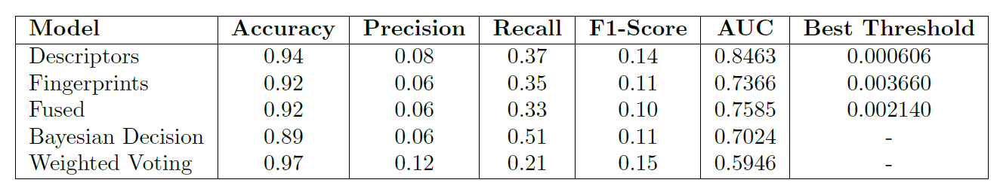 Model Accuracy Precision Recall F1-Score AUC Best Threshold
Descriptors 0.94 0.08 0.37 0.14 0.8463 0.000606
Fingerprints 0.92 0.06 0.35 0.11 0.7366 0.003660
Fused 0.92 0.06 0.33 0.10 0.7585 0.002140
Bayesian Decision 0.89 0.06 0.51 0.11 0.7024 -
Weighted Voting 0.97 0.12 0.21 0.15 0.5946 -